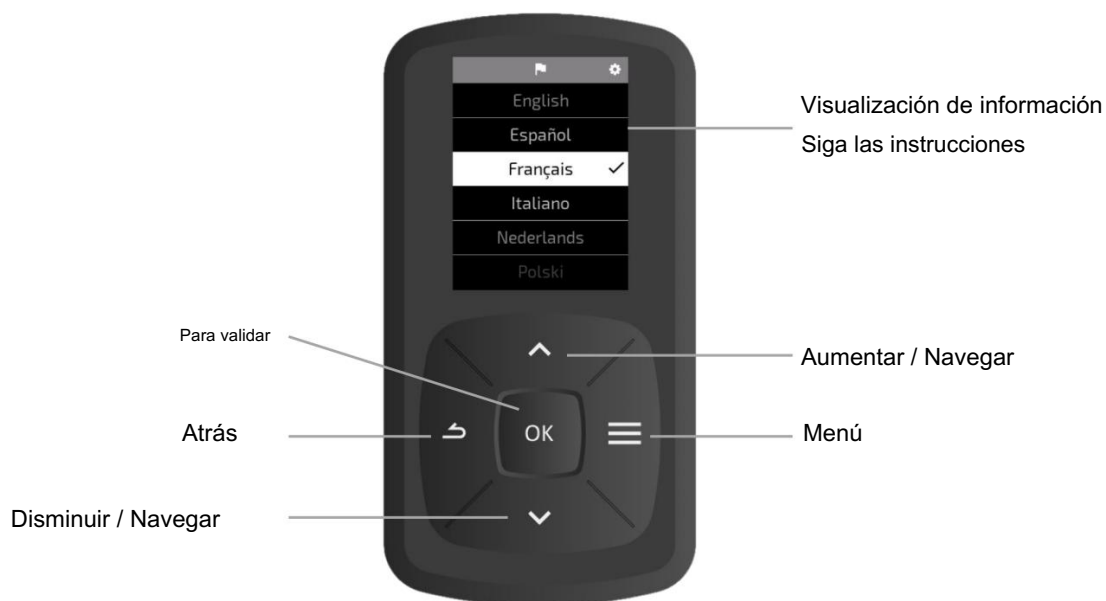 English
Español
Français
Italiano
Nederlands
Polski
Visualización de información
Siga las instrucciones
Para validar
Aumentar / Navegar
Atrás
OK
Menú
Disminuir / Navegar